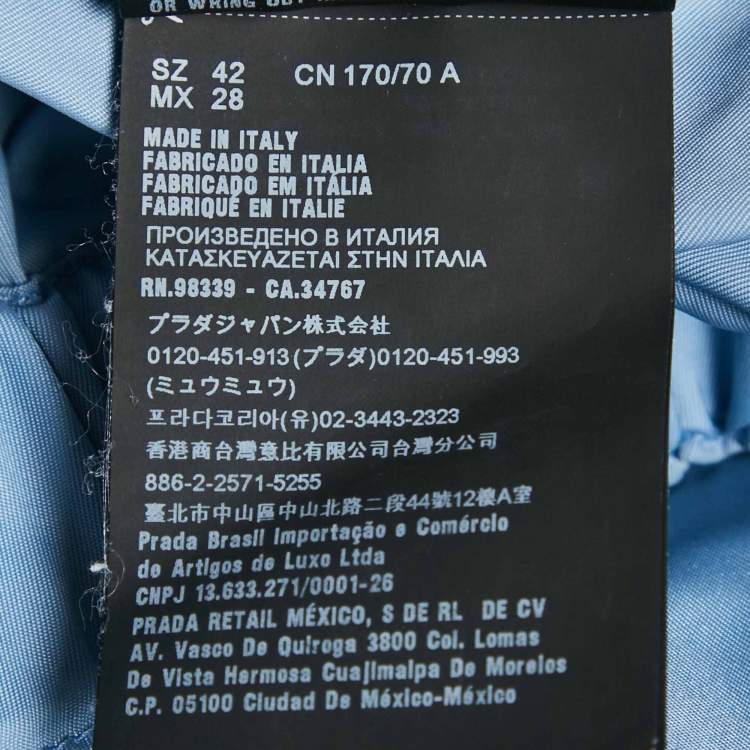 OR WRING OUT
SZ 42 CN 170/70 A
MX 28
MADE IN ITALY
FABRICADO EN ITALIA
FABRICADO EM ITÁLIA
FABRIQUÉ EN ITALIE
ПРОИЗВЕДЕНО В ИТАЛИЯ
ΚΑΤΑΣΚΕΥΑΖΕΤΑΙ ΣΤΗΝ ΙΤΑΛΙΑ
RN.98339 - CA.34767
プラダジャパン株式会社
0120-451-913(プラダ)0120-451-993
(ミュウミュウ)
프라다코리아(유)02-3443-2323
香港商台灣意比有限公司台灣分公司
886-2-2571-5255
臺北市中山區中山北路二段44號12樓A室
Prada Brasil Importação e Comércio
de Artigos de Luxo Ltda
CNPJ 13.633.271/0001-26
PRADA RETAIL MÉXICO, S DE RL DE CV
AV. Vasco De Quiroga 3800 Col. Lomas
De Vista Hermosa Cuajimalpa De Morelos
C.P. 05100 Ciudad De México-México